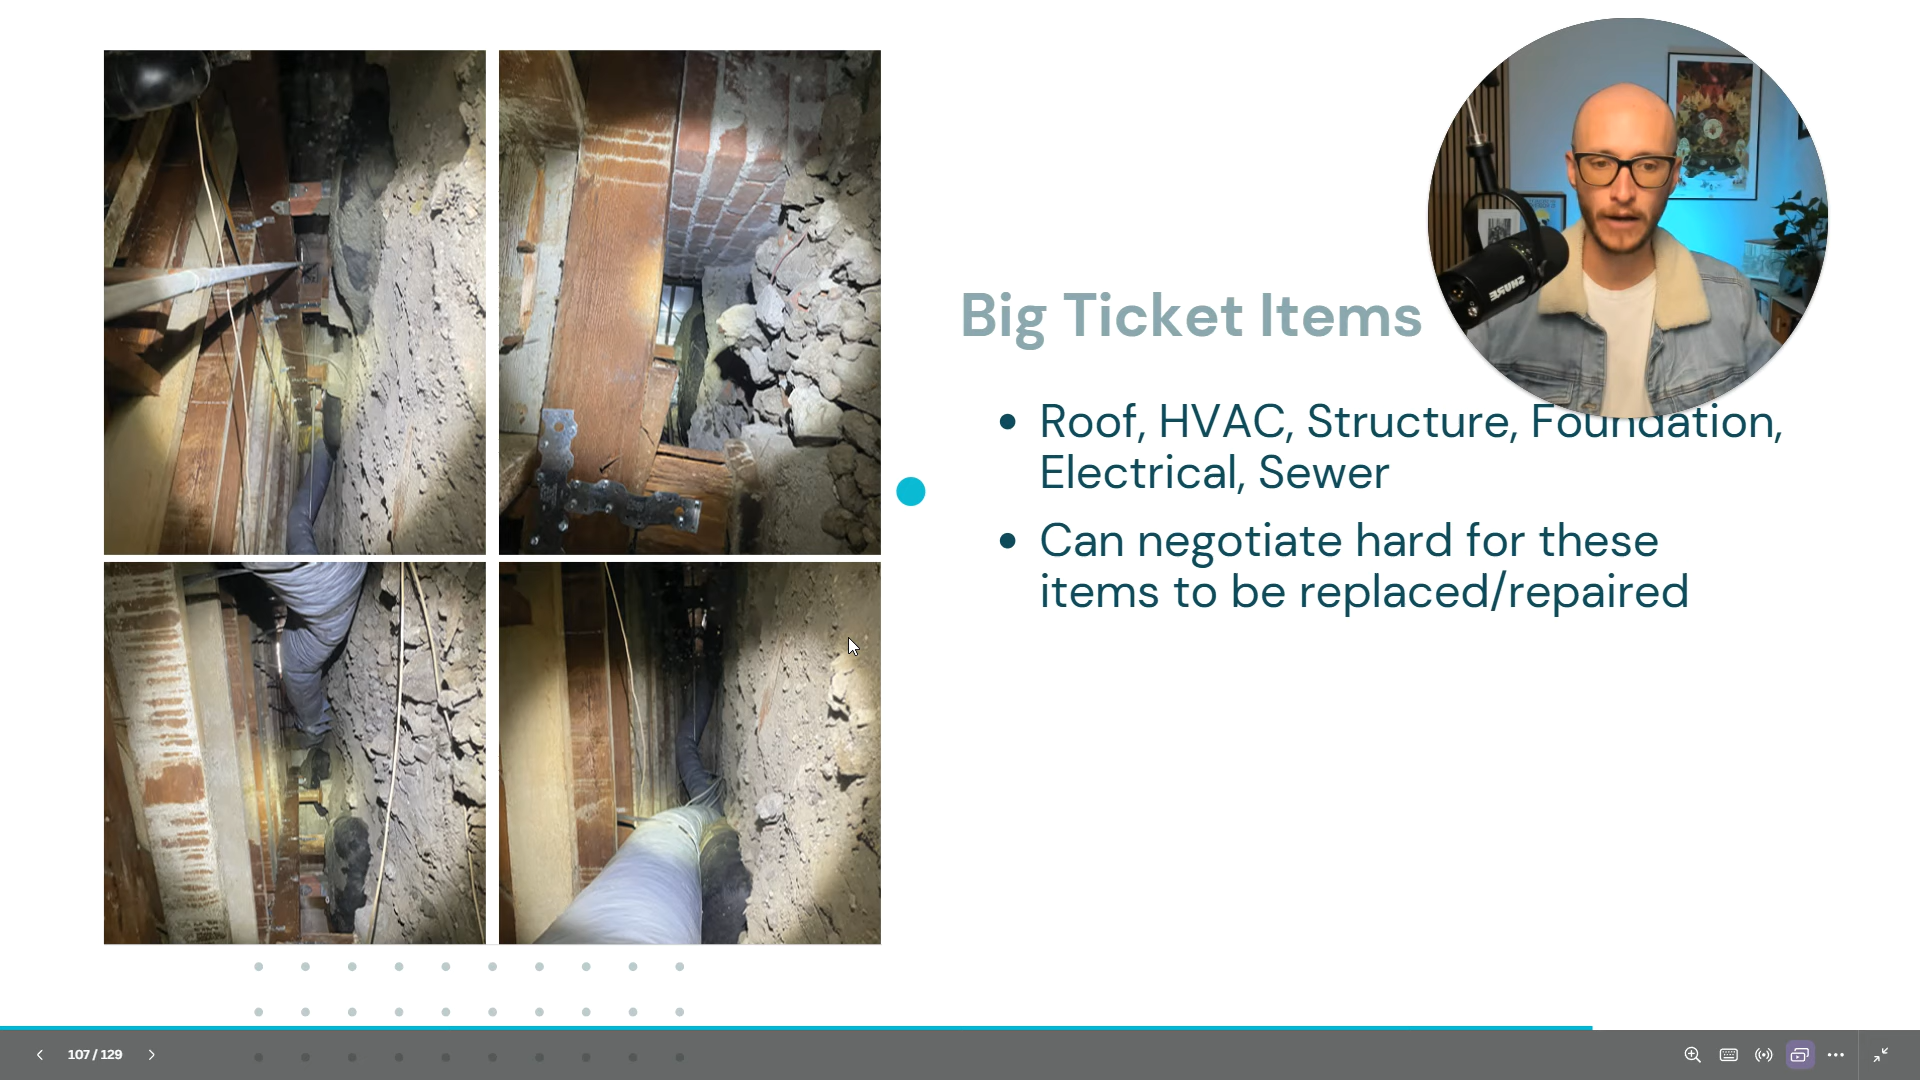 Big Ticket Items
Roof, HVAC, Structure, Foundation,
Electrical, Sewer
Can negotiate hard for these
items to be replaced/repaired
SHURE
107 / 129